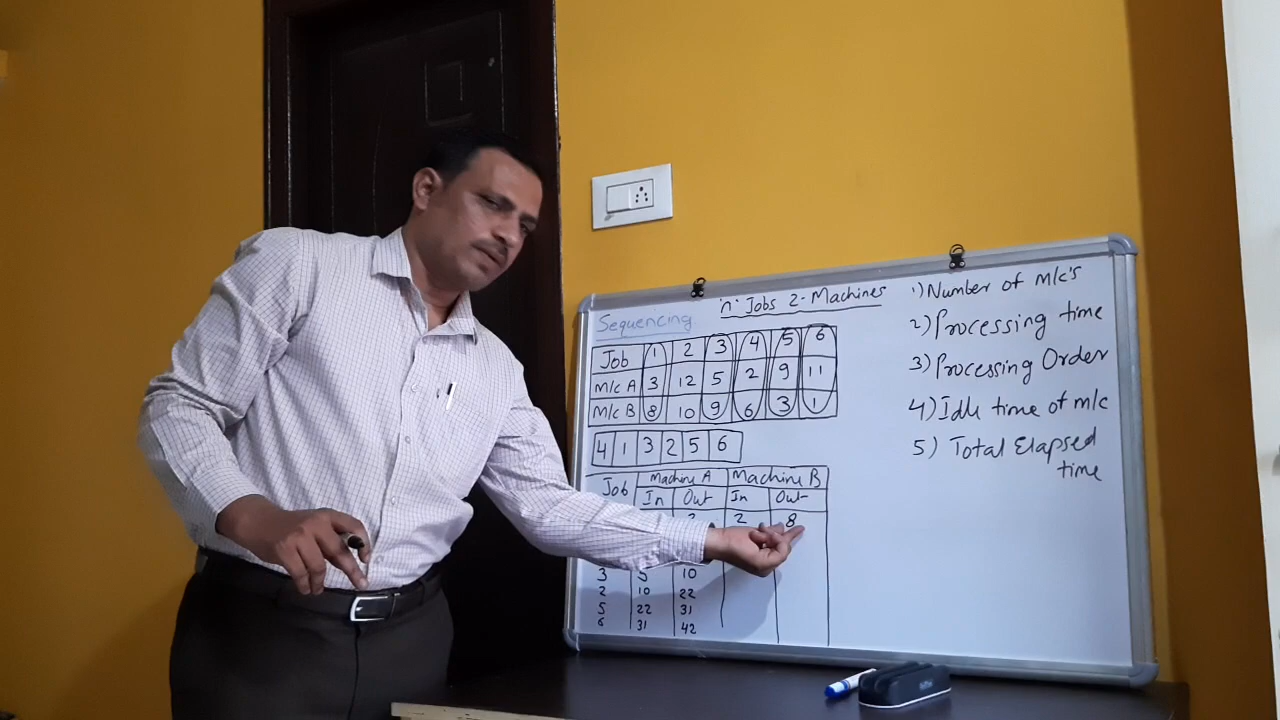 'n' Jobs 2-Machines
Sequencing
Job 1 2 3 4 5 6
M/c A 3 12 5 2 9 11
M/c B 8 10 9 6 3 1
4 1 3 2 5 6
Job Machine A Machine B
In Out In Out
2 2 8
3 5 10
2 10 22
5 22 31
6 31 42
1) Number of M/c's
2) Processing time
3) Processing Order
4) Idle time of m/c
5) Total Elapsed
time